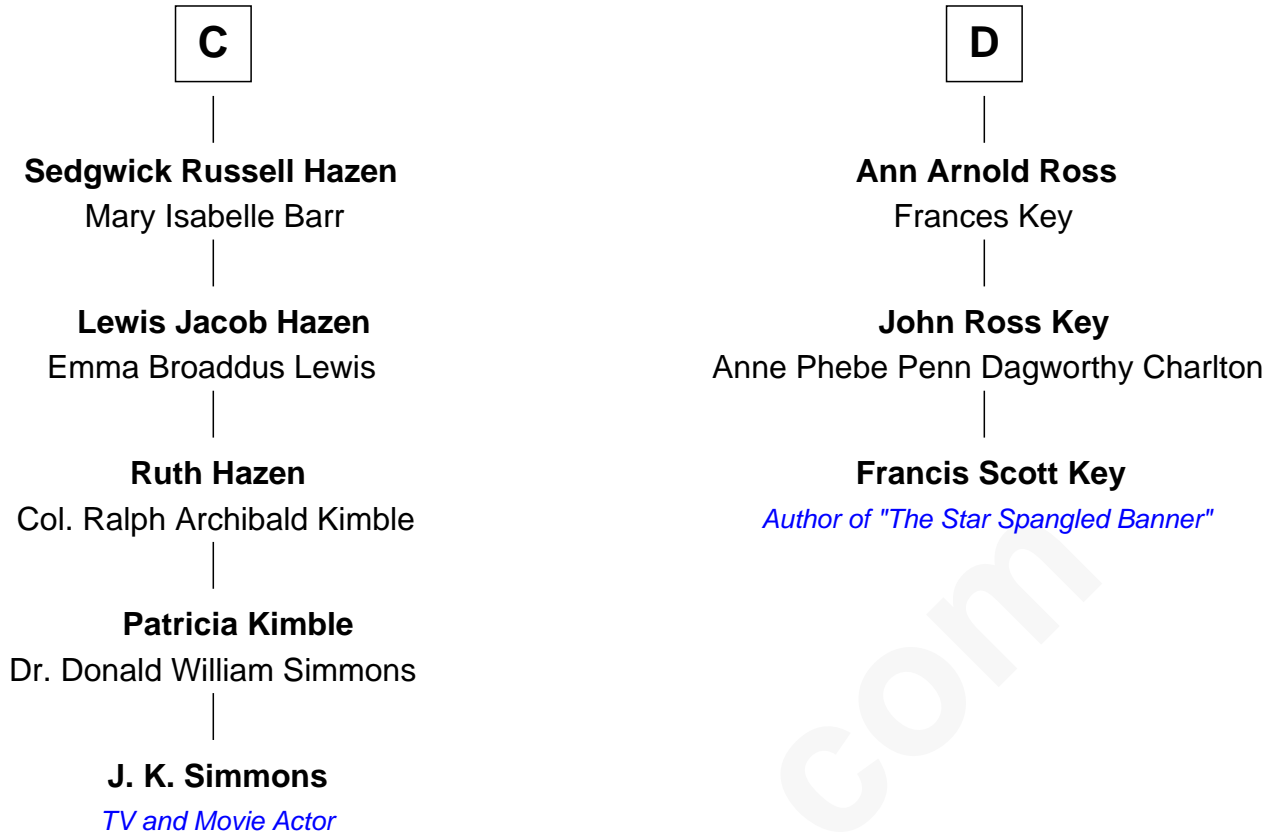 C
Sedgwick Russell Hazen
Mary Isabelle Barr
Lewis Jacob Hazen
Emma Broaddus Lewis
Ruth Hazen
Col. Ralph Archibald Kimble
Patricia Kimble
Dr. Donald William Simmons
J. K. Simmons
TV and Movie Actor
D
Ann Arnold Ross
Frances Key
John Ross Key
Anne Phebe Penn Dagworthy Charlton
Francis Scott Key
Author of "The Star Spangled Banner"
com